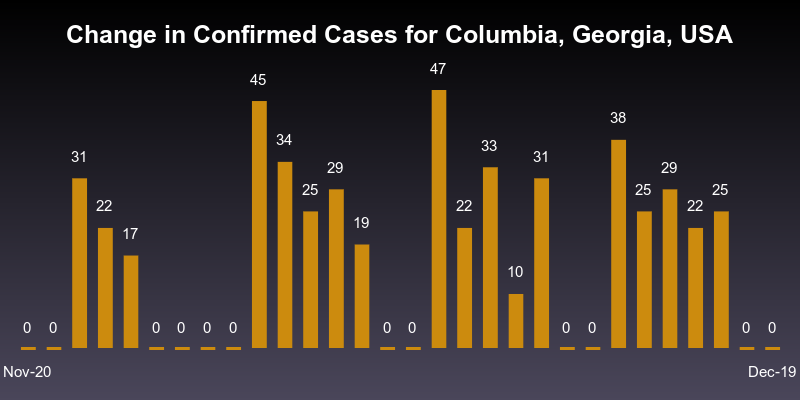 Change in Confirmed Cases for Columbia, Georgia, USA
0 0 31 22 17 0 0 0 0 45 34 25 29 19 0 0 47 22 33 10 31 0 0 38 25 29 22 25 0 0
Nov-20 Dec-19